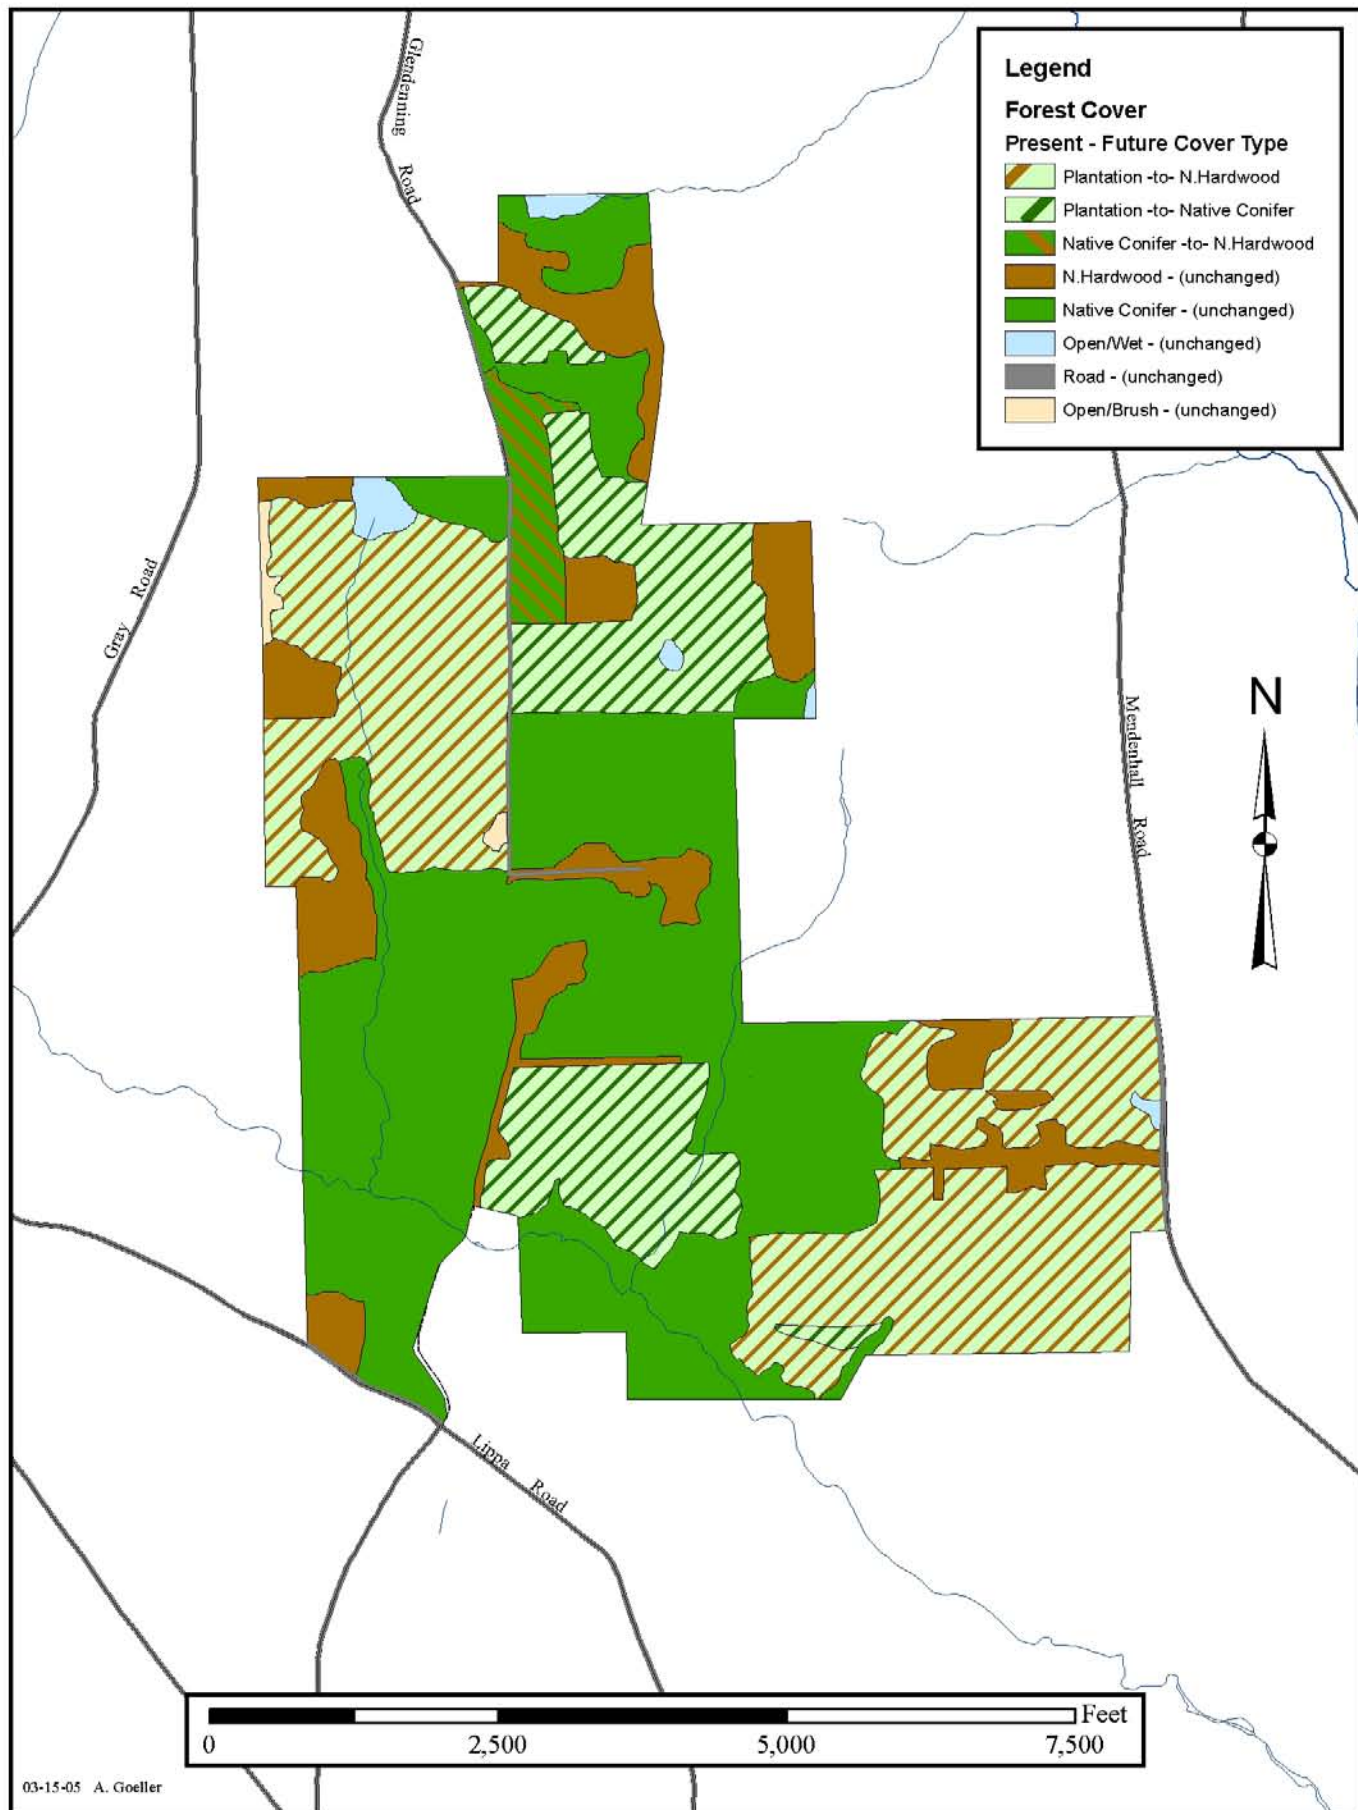 Glendenning Road
Legend
Forest Cover
Present - Future Cover Type
Plantation -to- N.Hardwood
Plantation -to- Native Conifer
Native Conifer -to- N.Hardwood
N.Hardwood - (unchanged)
Native Conifer - (unchanged)
Open/Wet - (unchanged)
Road - (unchanged)
Open/Brush - (unchanged)
Gray Road
N
Mendenhall Road
Lippa Road
Feet
0 2,500 5,000 7,500
03-15-05 A. Goeller